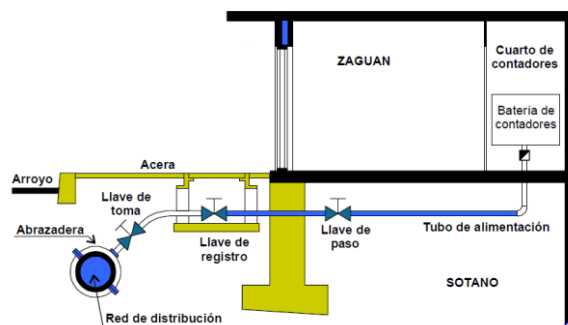 ZAGUAN
Cuarto de
contadores
Batería de
contadores
Acera
Arroyo
Llave de
toma
Abrazadera
Llave de
registro
Llave de
paso
Tubo de alimentación
SOTANO
Red de distribución